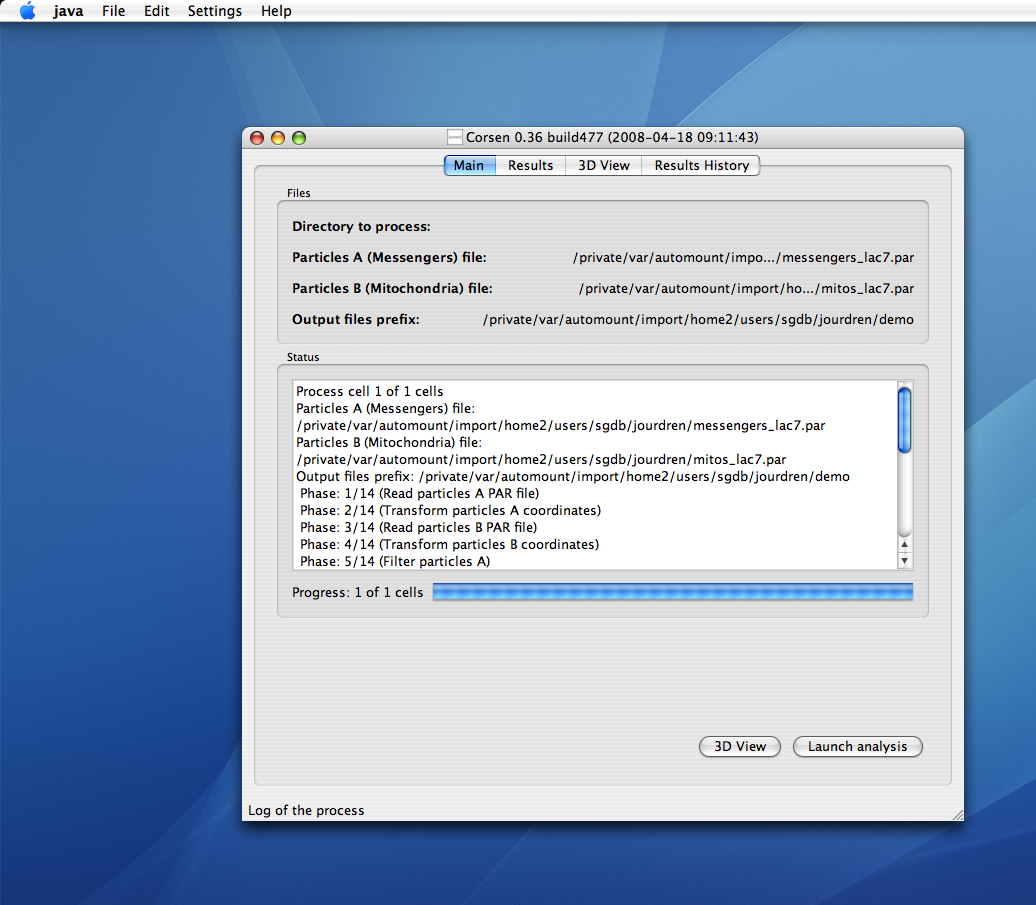 java File Edit Settings Help
Corsen 0.36 build477 (2008-04-18 09:11:43)
Main Results 3D View Results History
Files
Directory to process:
Particles A (Messengers) file: /private/var/automount/impo.../messengers_lac7.par
Particles B (Mitochondria) file: /private/var/automount/import/ho.../mitos_lac7.par
Output files prefix: /private/var/automount/import/home2/users/sgdb/jourdren/demo
Status
Process cell 1 of 1 cells
Particles A (Messengers) file:
/private/var/automount/import/home2/users/sgdb/jourdren/messengers_lac7.par
Particles B (Mitochondria) file:
/private/var/automount/import/home2/users/sgdb/jourdren/mitos_lac7.par
Output files prefix: /private/var/automount/import/home2/users/sgdb/jourdren/demo
Phase: 1/14 (Read particles A PAR file)
Phase: 2/14 (Transform particles A coordinates)
Phase: 3/14 (Read particles B PAR file)
Phase: 4/14 (Transform particles B coordinates)
Phase: 5/14 (Filter particles A)
Progress: 1 of 1 cells
3D View Launch analysis
Log of the process